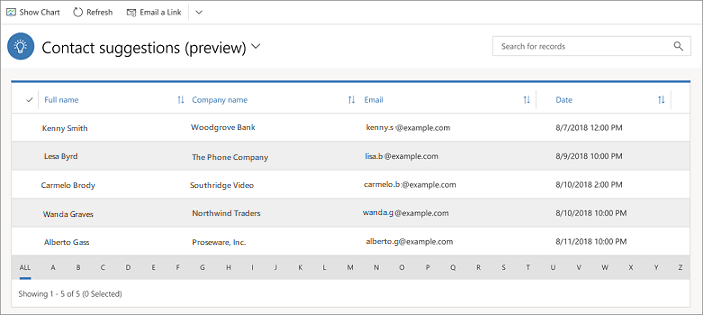 Show Chart Refresh Email a Link
Contact suggestions (preview)
Search for records
Full name Company name Email Date
Kenny Smith Woodgrove Bank kenny.s@example.com 8/7/2018 12:00 PM
Lesa Byrd The Phone Company lisa.b@example.com 8/9/2018 10:00 PM
Carmelo Brody Southridge Video carmelo.b@example.com 8/10/2018 2:00 PM
Wanda Graves Northwind Traders wanda.g@example.com 8/10/2018 10:00 PM
Alberto Gass Proseware, Inc. alberto.g@example.com 8/11/2018 10:00 PM
ALL A B C D E F G H I J K L M N O P Q R S T U V W X Y Z
Showing 1 - 5 of 5 (0 Selected)